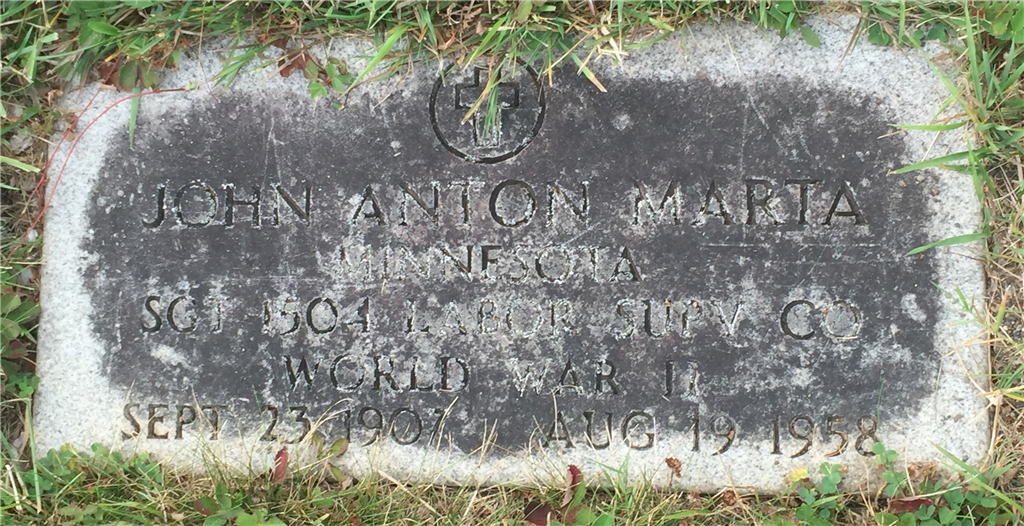 JOHN ANTON MARTA
MINNESOTA
SGT 1504 LABOR SUPV CO
WORLD WAR II
SEPT 23 1907 AUG 19 1958